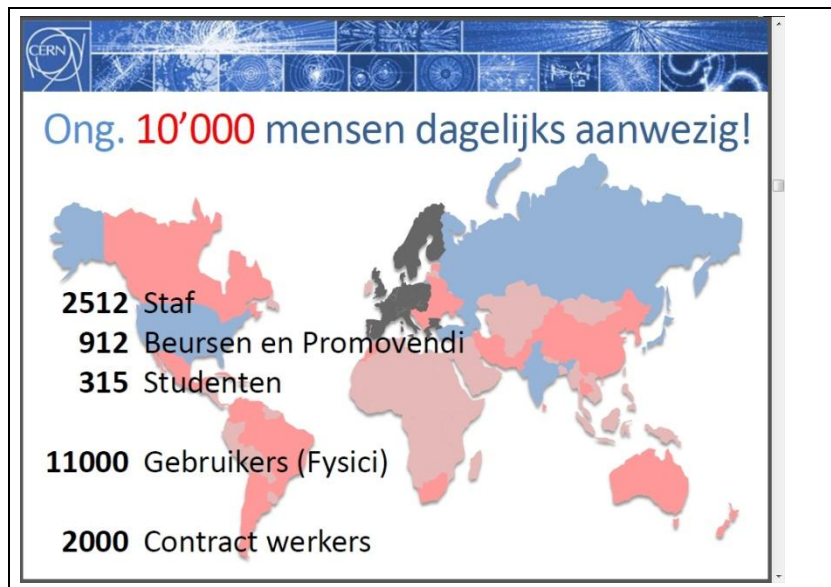 CERN
Ong. 10’000 mensen dagelijks aanwezig!
2512 Staf
912 Beursen en Promovendi
315 Studenten
11000 Gebruikers (Fysici)
2000 Contract werkers